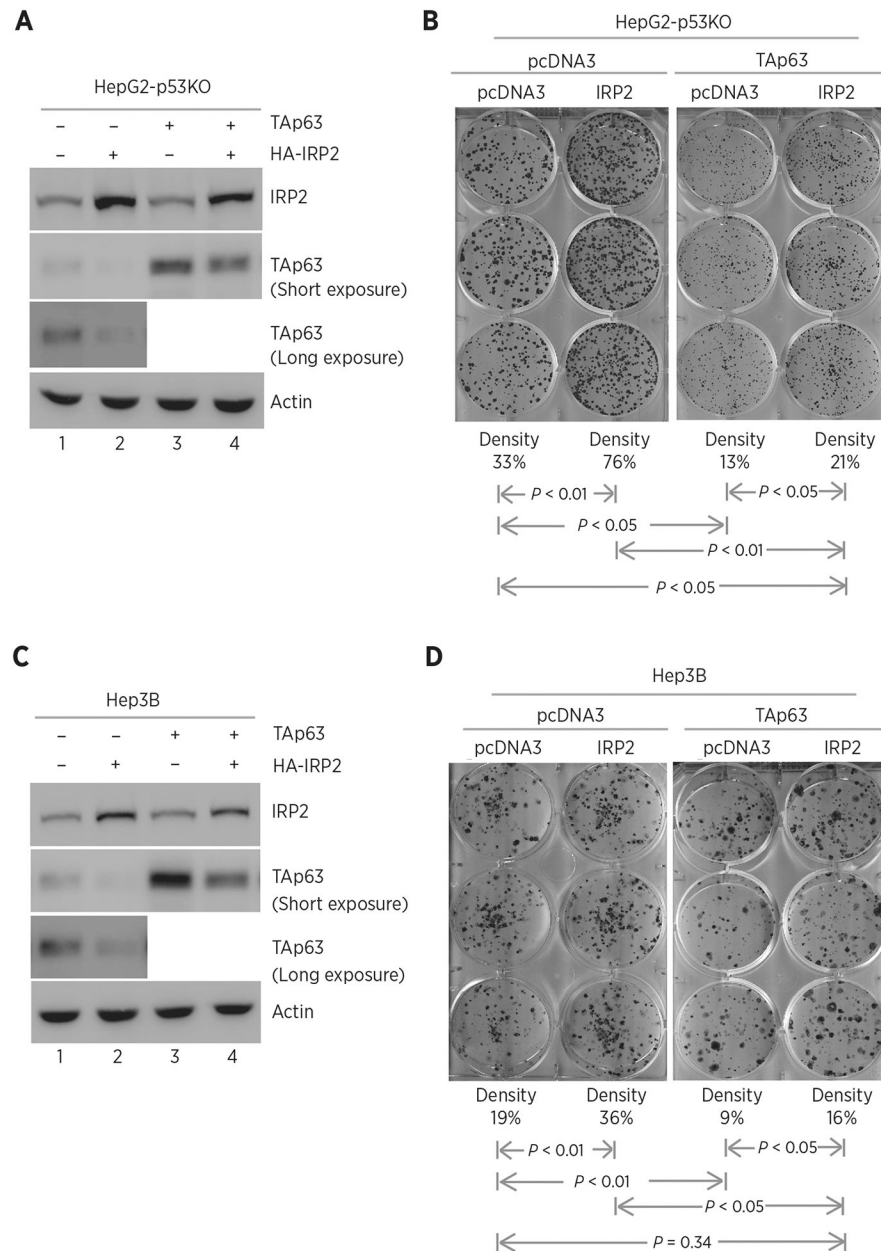 A
HepG2-p53KO
– – + + TAp63
– + – + HA-IRP2
IRP2
TAp63
(Short exposure)
TAp63
(Long exposure)
Actin
1 2 3 4
B
HepG2-p53KO
pcDNA3 TAp63
pcDNA3 IRP2 pcDNA3 IRP2
Density Density Density Density
33% 76% 13% 21%
P < 0.01 P < 0.05
P < 0.05
P < 0.01
P < 0.05
C
Hep3B
– – + + TAp63
– + – + HA-IRP2
IRP2
TAp63
(Short exposure)
TAp63
(Long exposure)
Actin
1 2 3 4
D
Hep3B
pcDNA3 TAp63
pcDNA3 IRP2 pcDNA3 IRP2
Density Density Density Density
19% 36% 9% 16%
P < 0.01 P < 0.05
P < 0.01
P < 0.05
P = 0.34